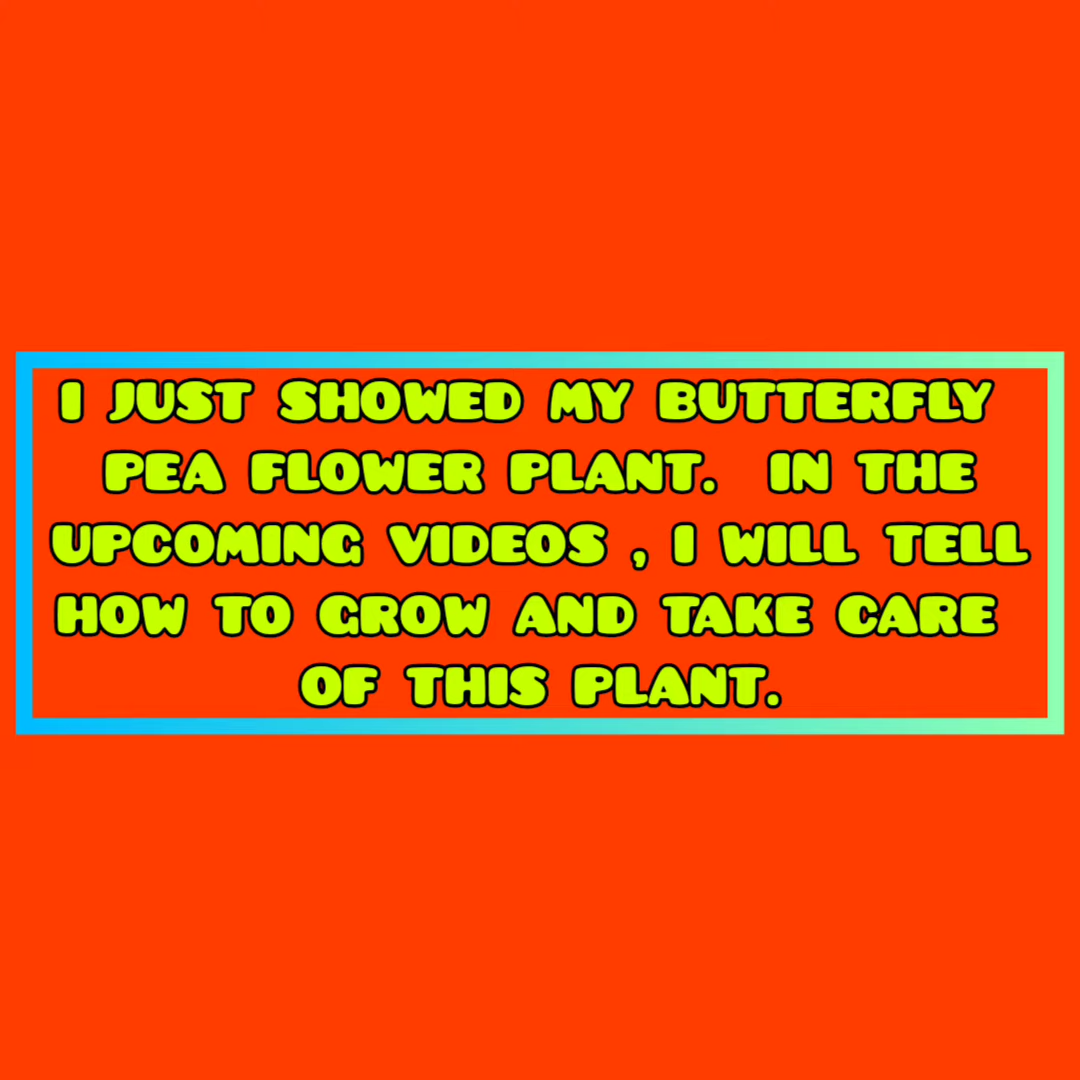 I JUST SHOWED MY BUTTERFLY
PEA FLOWER PLANT. IN THE
UPCOMING VIDEOS , I WILL TELL
HOW TO GROW AND TAKE CARE
OF THIS PLANT.